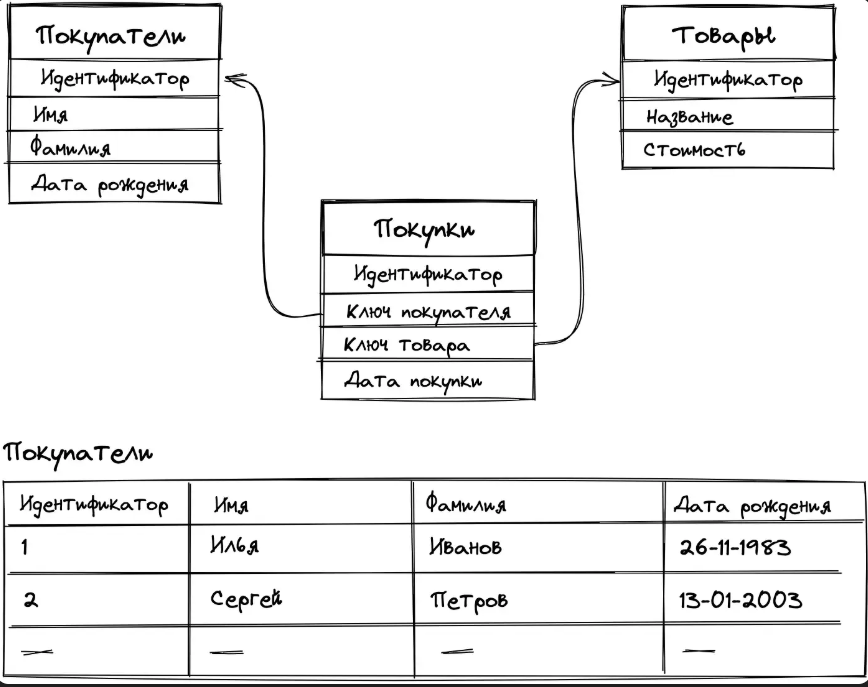 Покупатели
Идентификатор
Имя
Фамилия
Дата рождения
Товары
Идентификатор
Название
Стоимость
Покупки
Идентификатор
Ключ покупателя
Ключ товара
Дата покупки
Покупатели
Идентификатор Имя Фамилия Дата рождения
1 Илья Иванов 26-11-1983
2 Сергей Петров 13-01-2003
— — — —